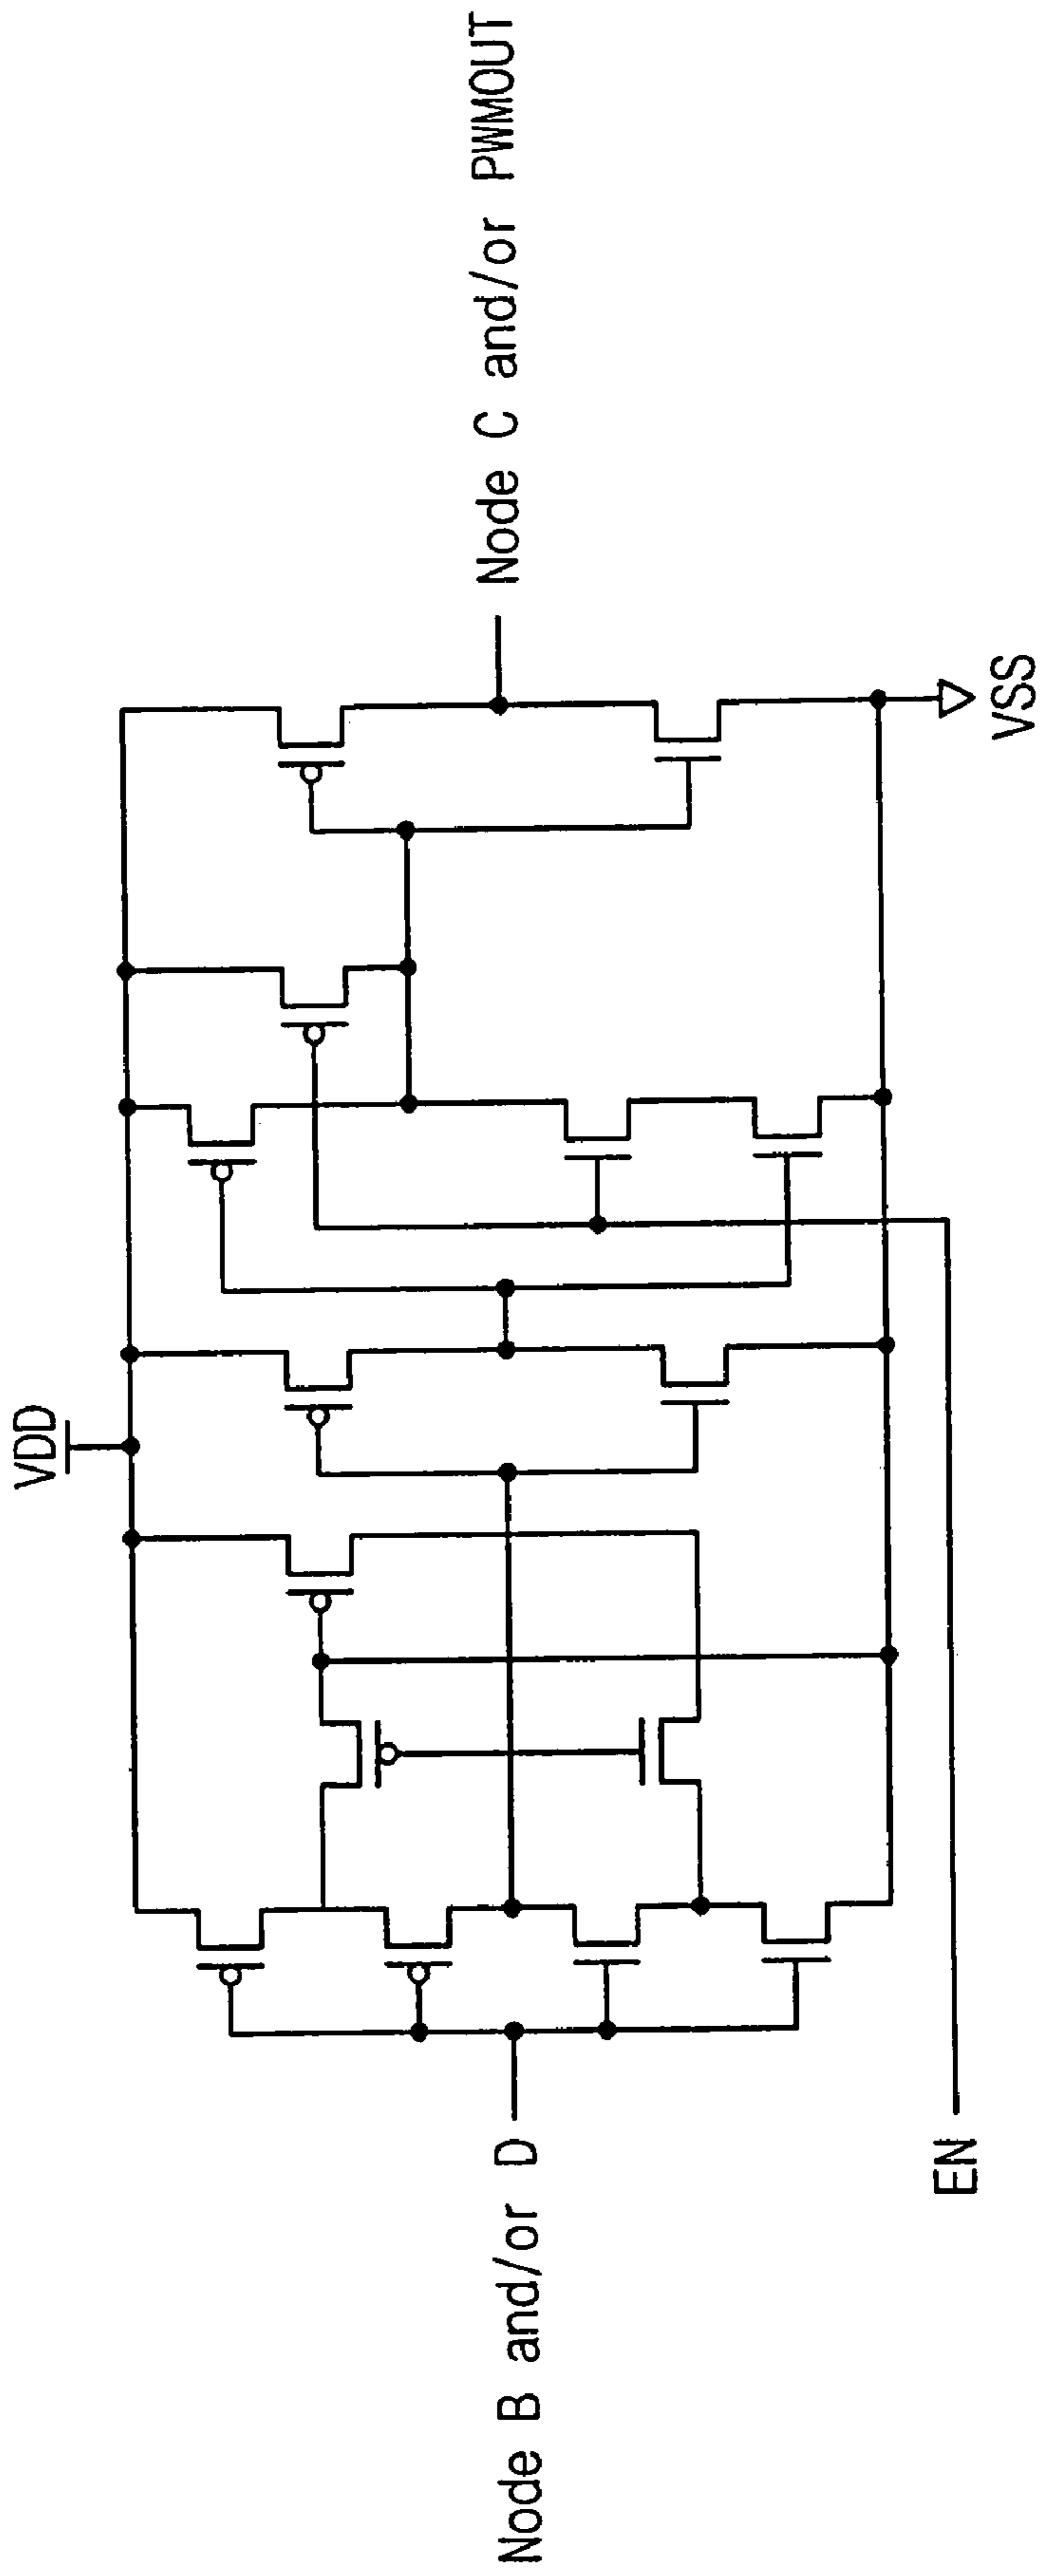 VDD
Node B and/or D
Node C and/or PWMOUT
EN
VSS